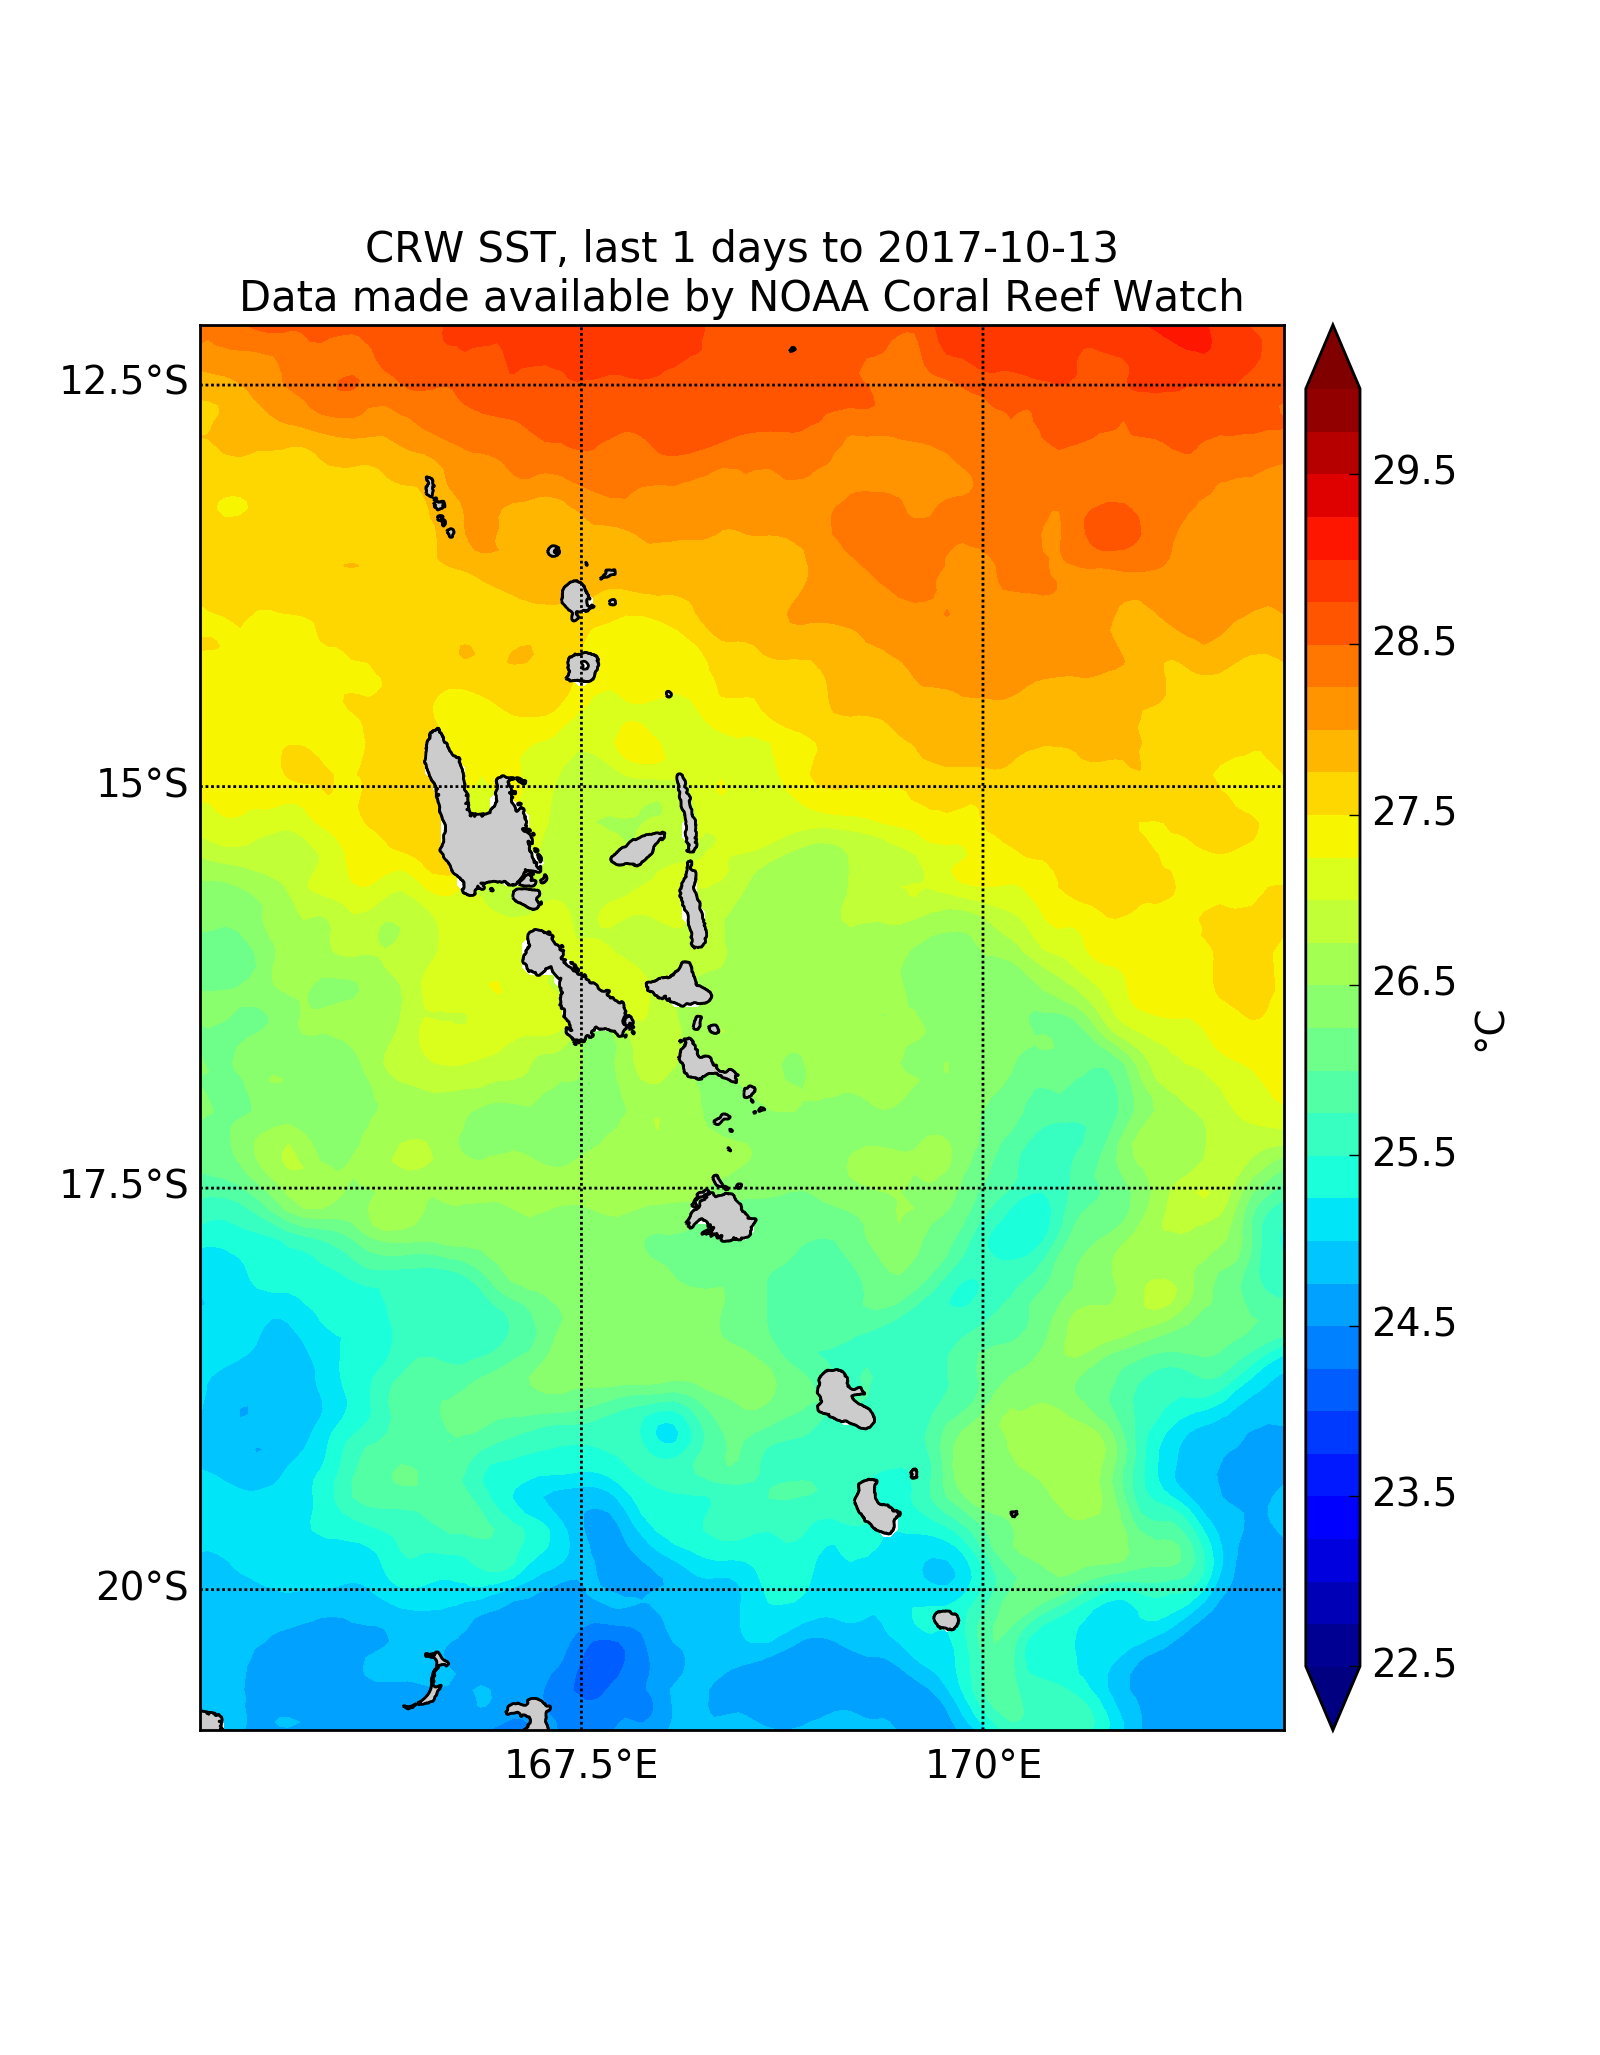 CRW SST, last 1 days to 2017-10-13
Data made available by NOAA Coral Reef Watch
12.5°S
15°S
17.5°S
20°S
167.5°E
170°E
29.5
28.5
27.5
26.5
25.5
24.5
23.5
22.5
°C